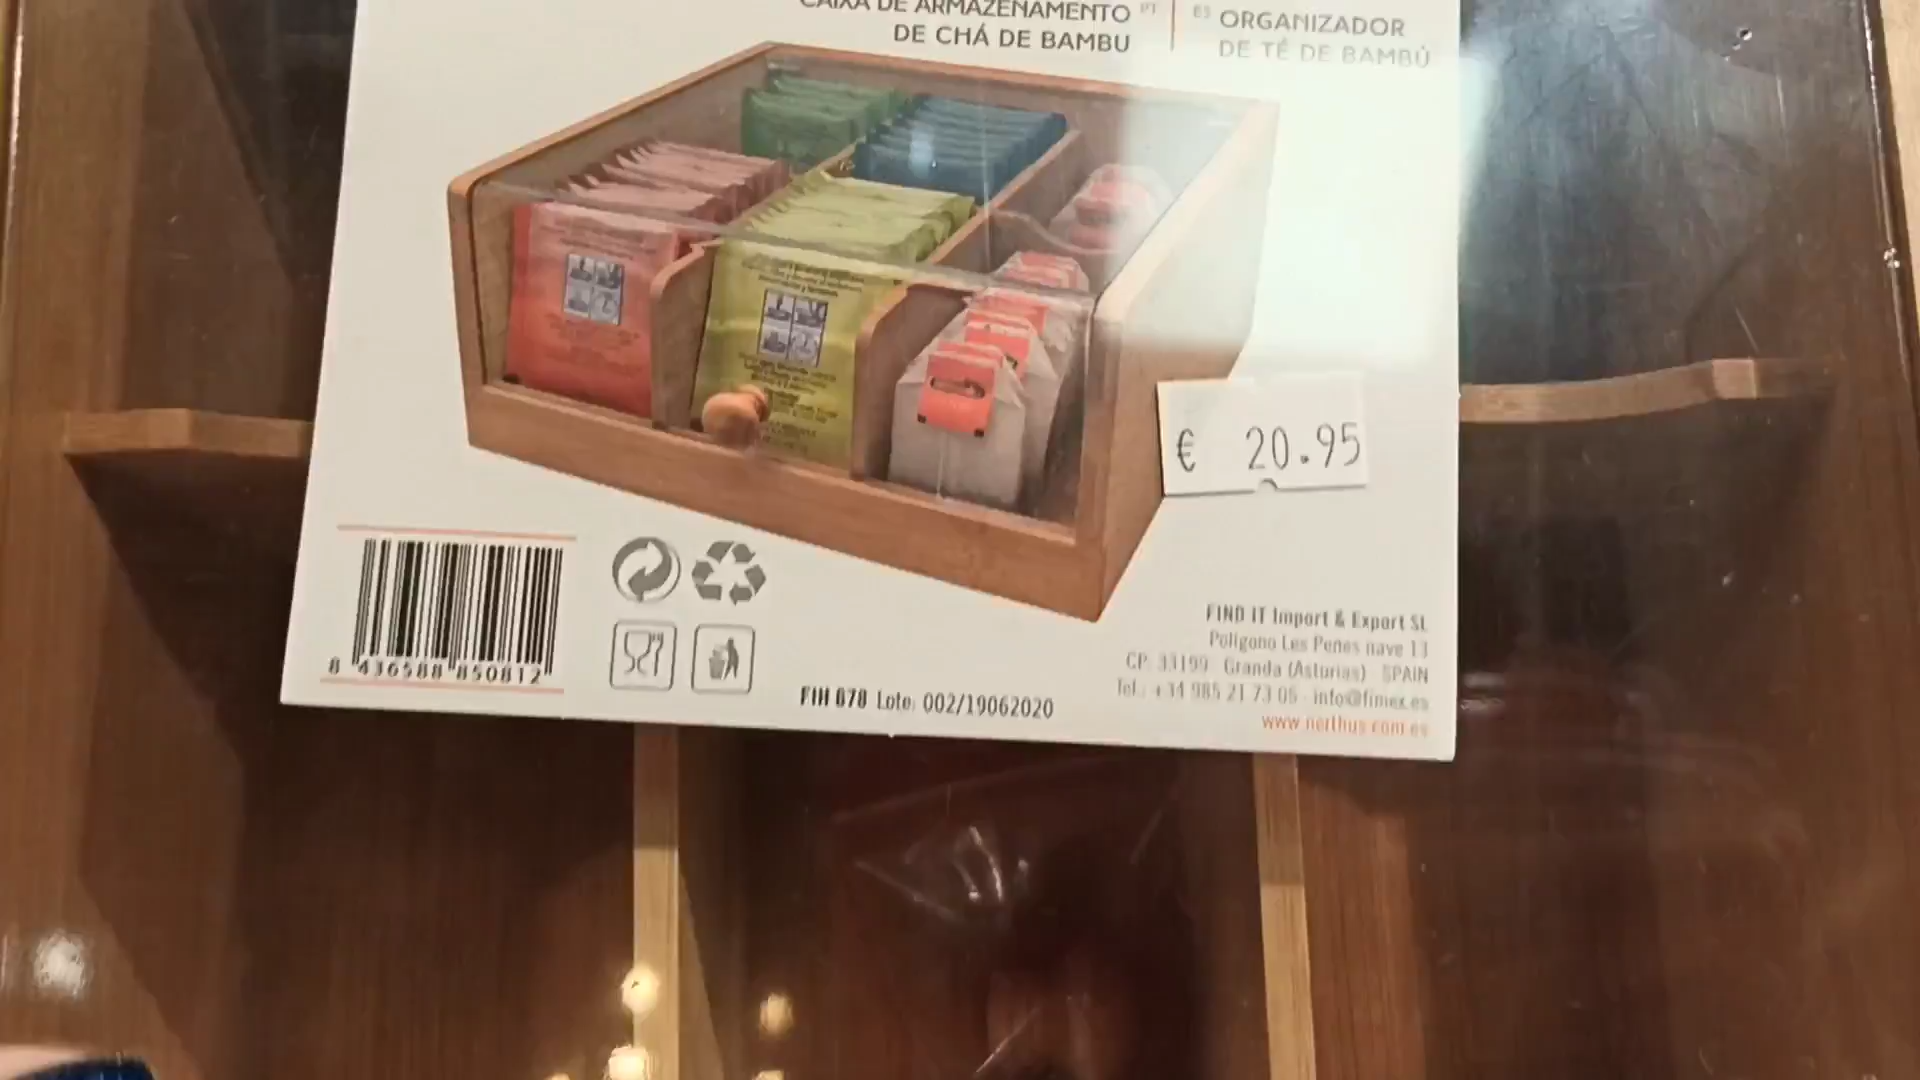 CAIXA DE ARMAZENAMENTO PT
DE CHÁ DE BAMBU
ES ORGANIZADOR
DE TÉ DE BAMBÚ
€ 20.95
8 436588 850812
FIH 078 Lote: 002/19062020
FIND IT Import & Export SL
Polígono Les Peñes nave 13
CP: 33199 Granda (Asturias) SPAIN
Tel.: +34 985 21 73 05 - info@fimex.es
www.nerthus.com.es